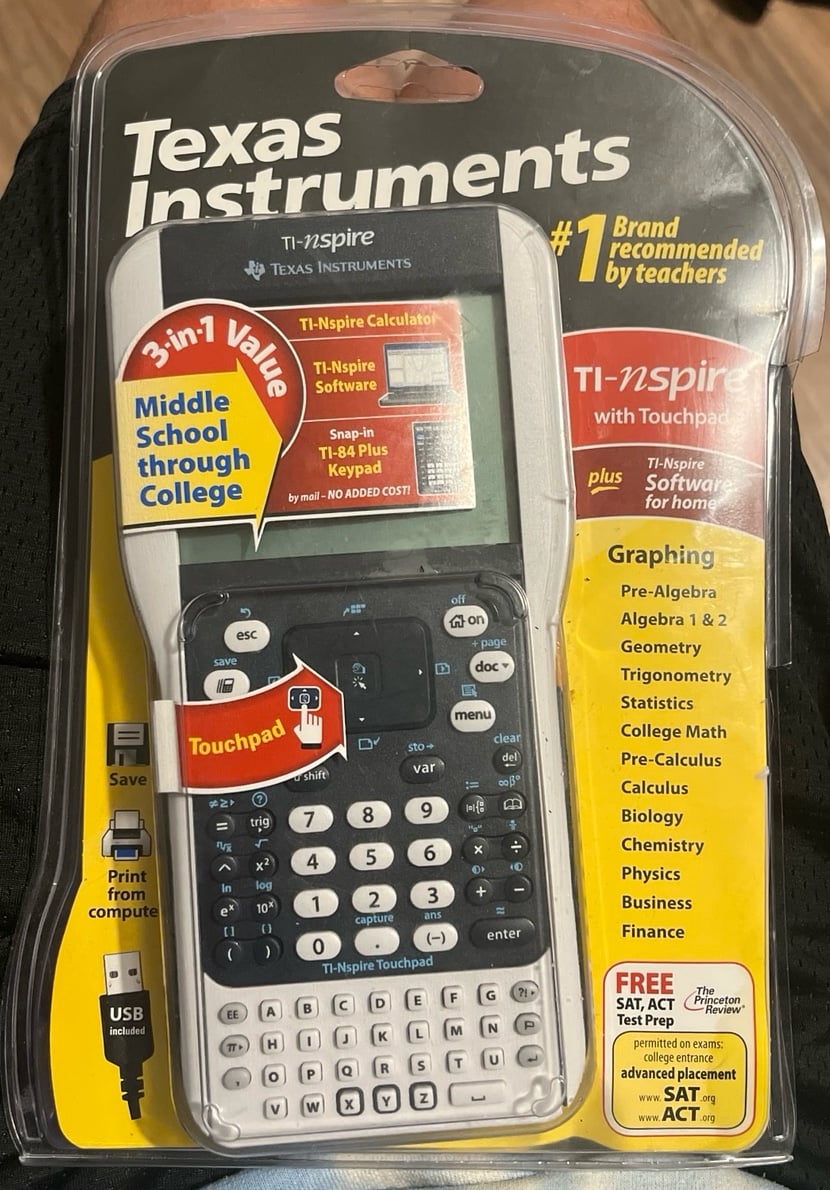 Texas
Instruments
#1 Brand
recommended
by teachers
TI-nspire
TEXAS INSTRUMENTS
3-in-1 Value
Middle
School
through
College
TI-Nspire Calculator
TI-Nspire
Software
Snap-in
TI-84 Plus
Keypad
by mail – NO ADDED COST!
TI-nspire
with Touchpad
plus
TI-Nspire
Software
for home
Graphing
Pre-Algebra
Algebra 1 & 2
Geometry
Trigonometry
Statistics
College Math
Pre-Calculus
Calculus
Biology
Chemistry
Physics
Business
Finance
FREE
SAT, ACT
Test Prep
The
Princeton
Review®
permitted on exams:
college entrance
advanced placement
www.SAT.org
www.ACT.org
Save
Print
from
compute
USB
included
off
esc
on
+ page
save
doc
menu
Touchpad
sto→
clear
shift
var
del
≠≥>
?
:=
∞β°
= trig 7 8 9
n√x √
^ x² 4 5 6 × ÷
ln log
eˣ 10ˣ 1 2 3 + −
[ ] { } capture ans ≈
( ) 0 . (−) enter
TI-Nspire Touchpad
EE A B C D E F G ?!▸
π▸ H I J K L M N
, O P Q R S T U
V W X Y Z